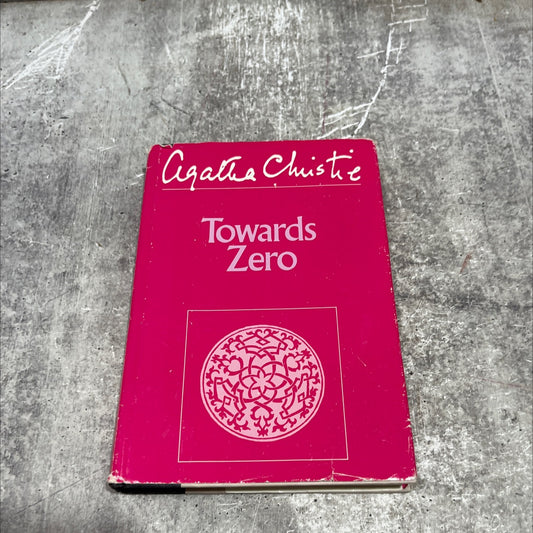 Agatha Christie
Towards
Zero